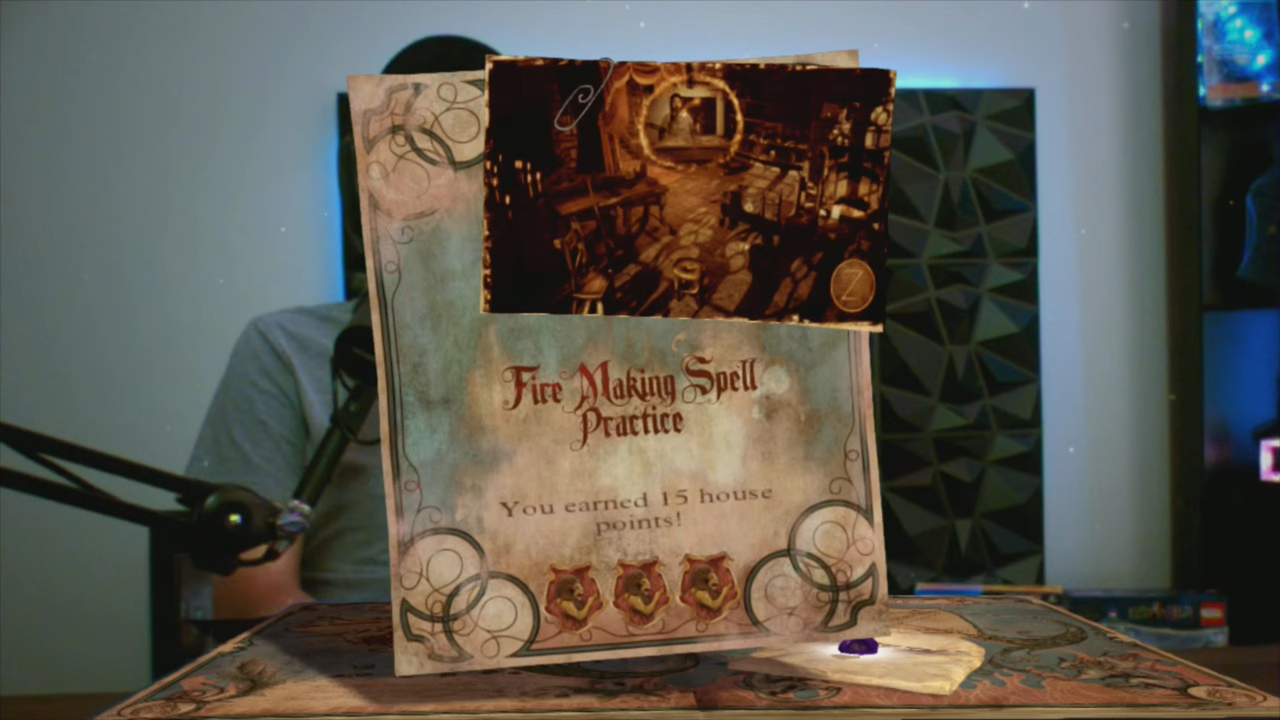 Z
Fire Making Spell
Practice
You earned 15 house
points!